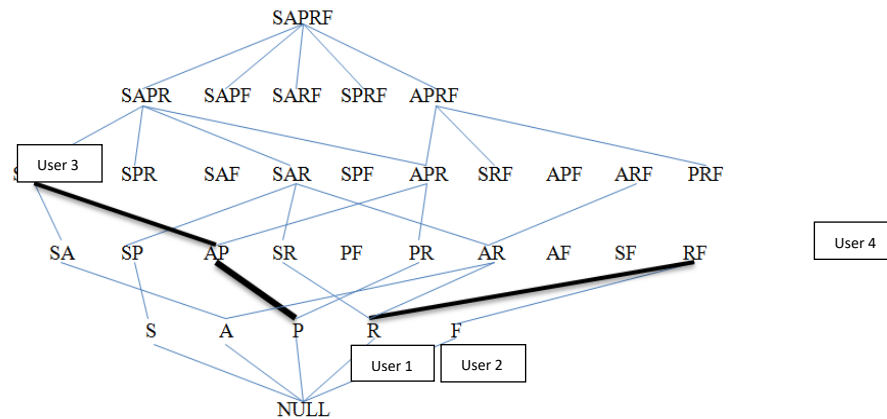 SAPRF
SAPR SAPF SARF SPRF APRF
User 3 SPR SAF SAR SPF APR SRF APF ARF PRF
User 4
SA SP AP SR PF PR AR AF SF RF
S A P R F
User 1 User 2
NULL